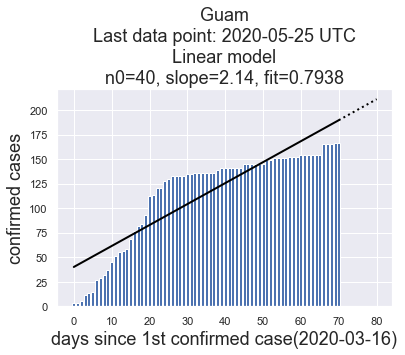 Guam
Last data point: 2020-05-25 UTC
Linear model
n0=40, slope=2.14, fit=0.7938
200
175
150
125
100
75
50
25
0
confirmed cases
0 10 20 30 40 50 60 70 80
days since 1st confirmed case(2020-03-16)